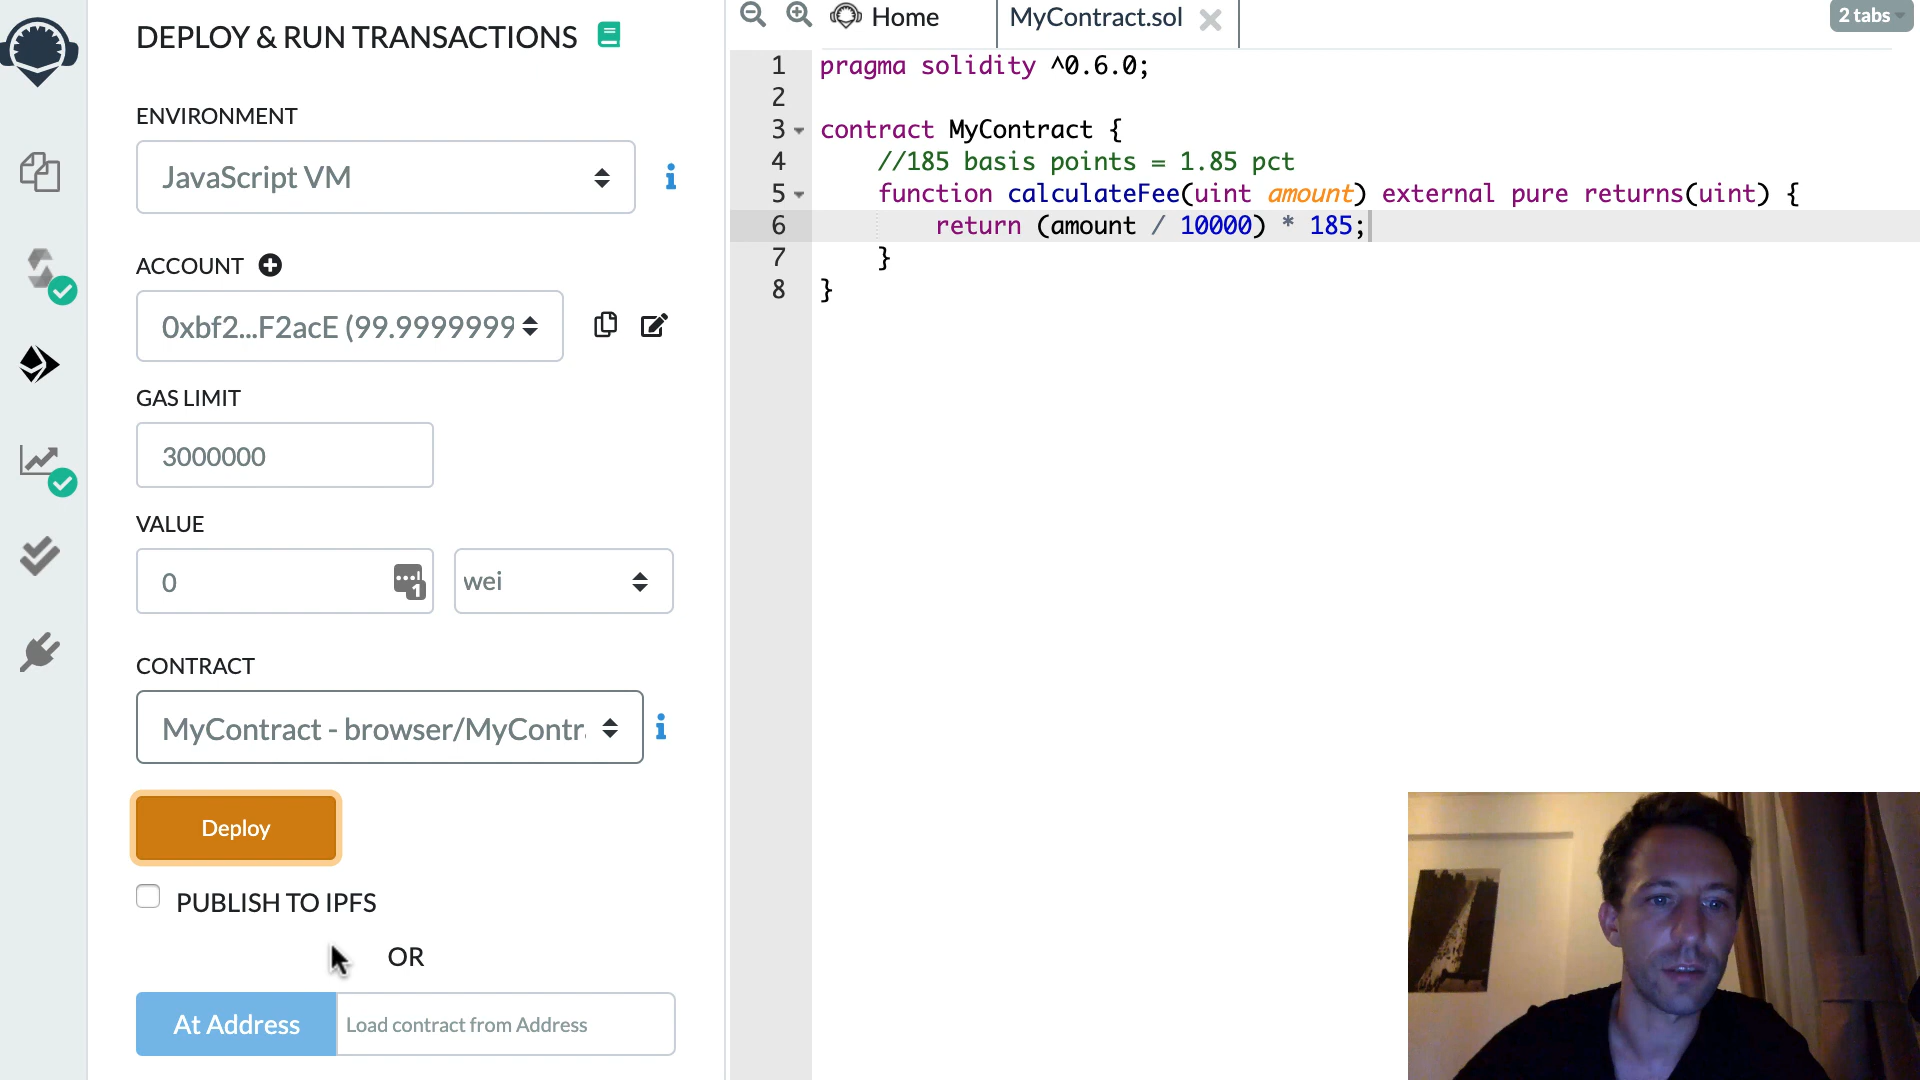 DEPLOY & RUN TRANSACTIONS
ENVIRONMENT
JavaScript VM
ACCOUNT
0xbf2...F2acE (99.9999999
GAS LIMIT
3000000
VALUE
0
1
wei
CONTRACT
MyContract - browser/MyContr
Deploy
PUBLISH TO IPFS
OR
At Address
Load contract from Address
Home
MyContract.sol
2 tabs
1 pragma solidity ^0.6.0;
2
3 contract MyContract {
4 //185 basis points = 1.85 pct
5 function calculateFee(uint amount) external pure returns(uint) {
6 return (amount / 10000) * 185;
7 }
8 }